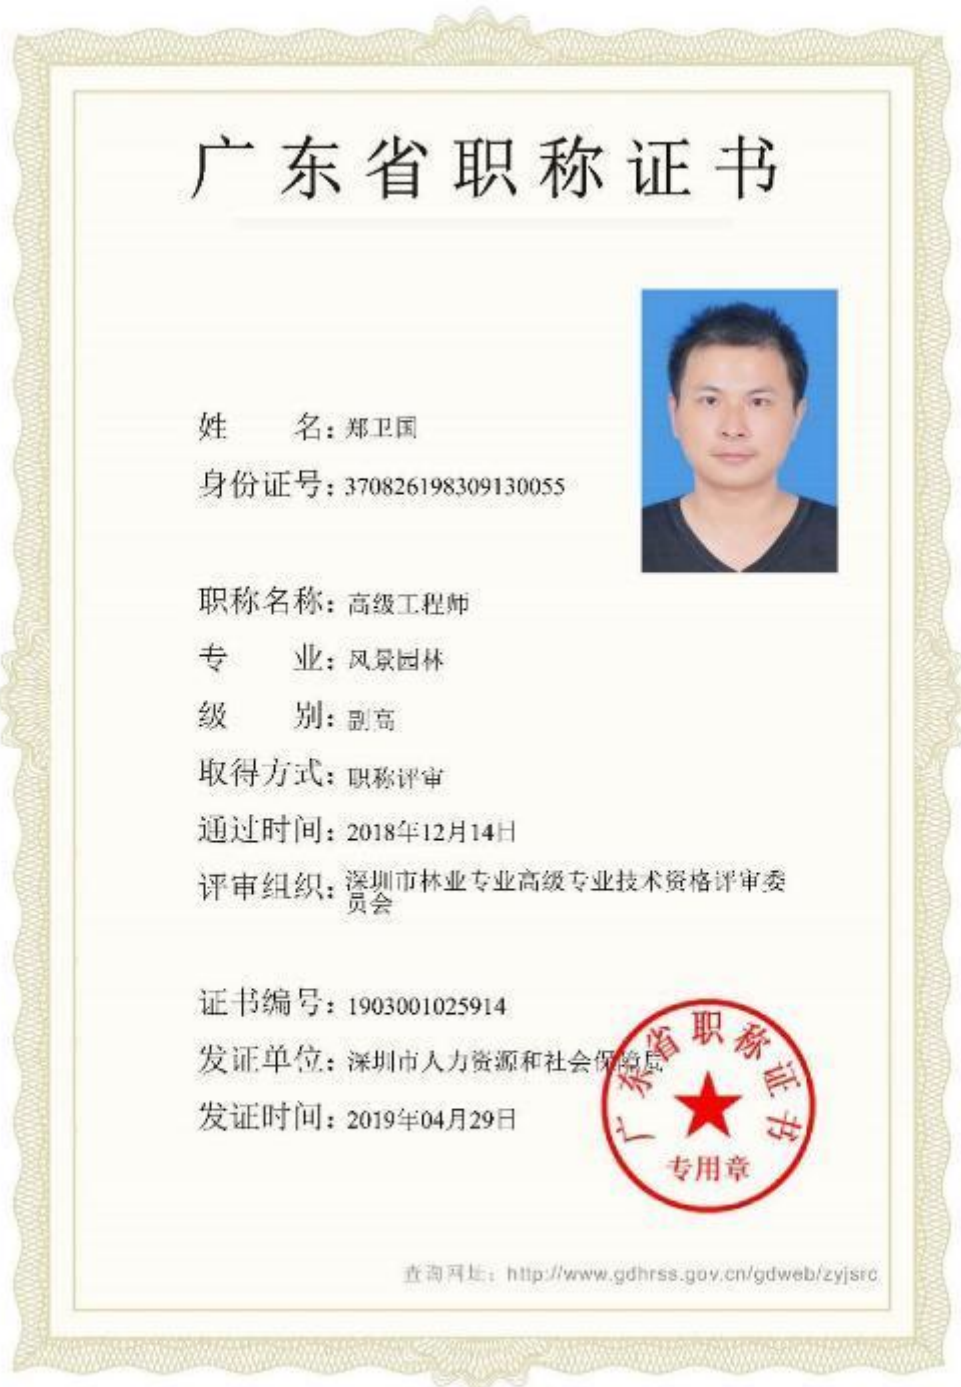 广东省职称证书
姓 名：郑卫国
身份证号：370826198309130055
职称名称：高级工程师
专 业：风景园林
级 别：副高
取得方式：职称评审
通过时间：2018年12月14日
评审组织：深圳市林业专业高级专业技术资格评审委
员会
证书编号：1903001025914
发证单位：深圳市人力资源和社会保障局
发证时间：2019年04月29日
广东省职称证书
专用章
查询网址：http://www.gdhrss.gov.cn/gdweb/zyjsrc